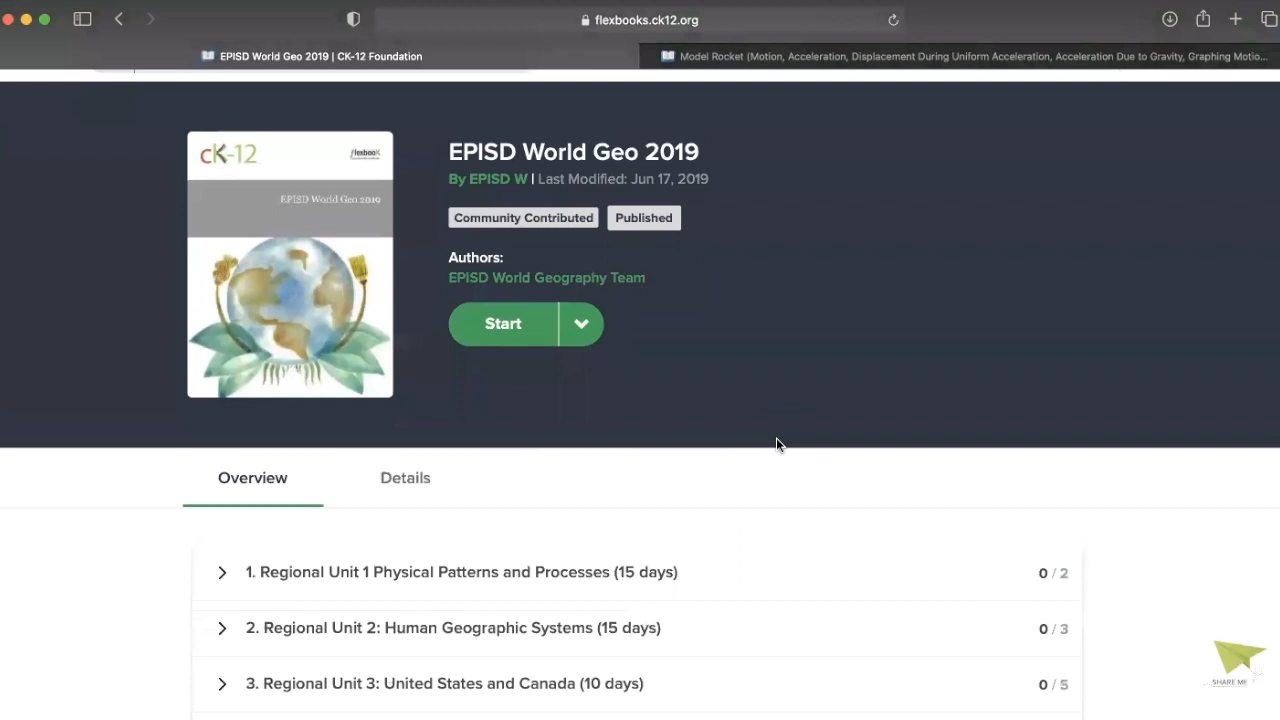 flexbooks.ck12.org
EPISD World Geo 2019 | CK-12 Foundation
Model Rocket (Motion, Acceleration, Displacement During Uniform Acceleration, Acceleration Due to Gravity, Graphing Motio...
cK-12
flexbook
EPISD World Geo 2019
EPISD World Geo 2019
By EPISD W | Last Modified: Jun 17, 2019
Community Contributed
Published
Authors:
EPISD World Geography Team
Start
Overview
Details
1. Regional Unit 1 Physical Patterns and Processes (15 days)
0 / 2
2. Regional Unit 2: Human Geographic Systems (15 days)
0 / 3
3. Regional Unit 3: United States and Canada (10 days)
0 / 5
SHARE ME